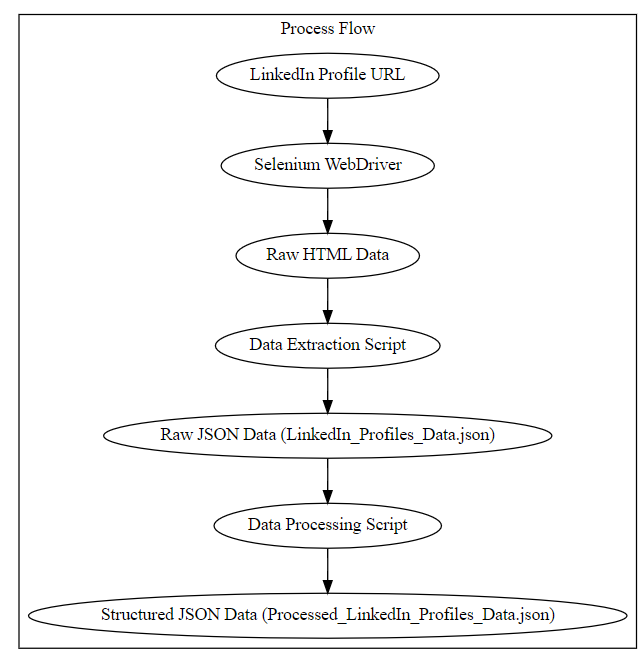 Process Flow
LinkedIn Profile URL
Selenium WebDriver
Raw HTML Data
Data Extraction Script
Raw JSON Data (LinkedIn_Profiles_Data.json)
Data Processing Script
Structured JSON Data (Processed_LinkedIn_Profiles_Data.json)